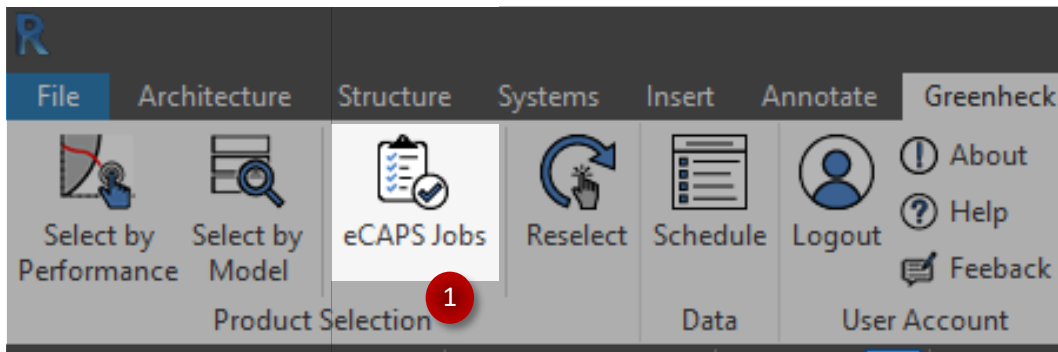 R
File Architecture Structure Systems Insert Annotate Greenheck
Select by Performance
Select by Model
eCAPS Jobs
Reselect
Schedule
Logout
About
Help
Feeback
1
Product Selection Data User Account